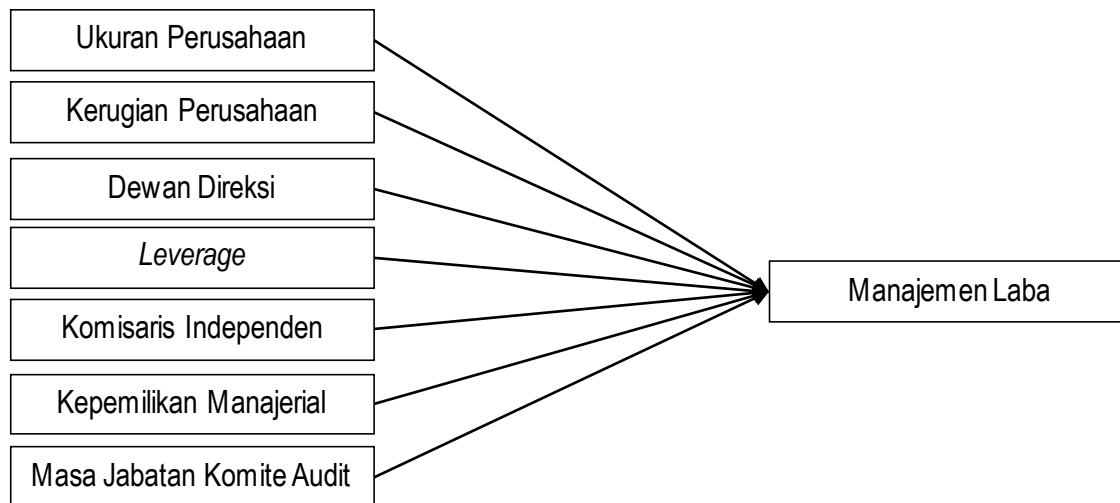 Ukuran Perusahaan
Kerugian Perusahaan
Dewan Direksi
Leverage
Komisaris Independen
Kepemilikan Manajerial
Masa Jabatan Komite Audit
Manajemen Laba